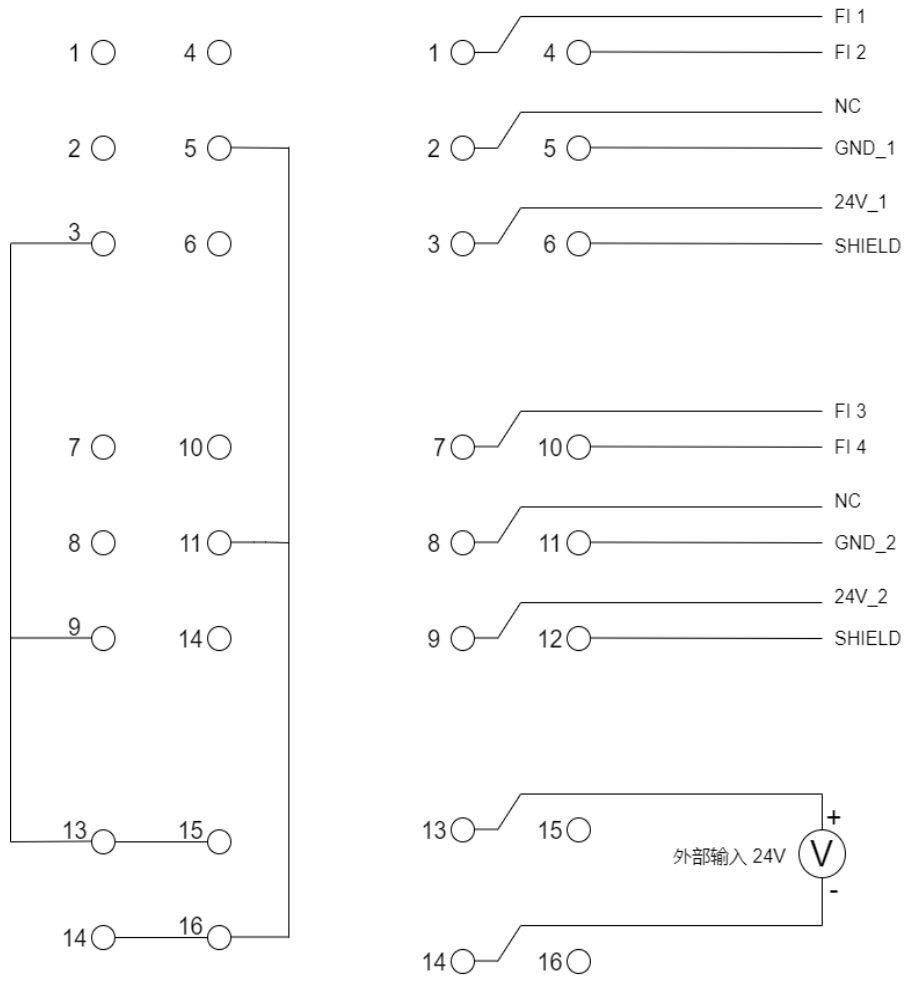 1 4 1 4 FI 1
FI 2
NC
2 5 2 5 GND_1
24V_1
3 6 3 6 SHIELD
FI 3
7 10 7 10 FI 4
NC
8 11 8 11 GND_2
24V_2
9 14 9 12 SHIELD
13 15 13 15 +
外部输入 24V V
-
14 16 14 16